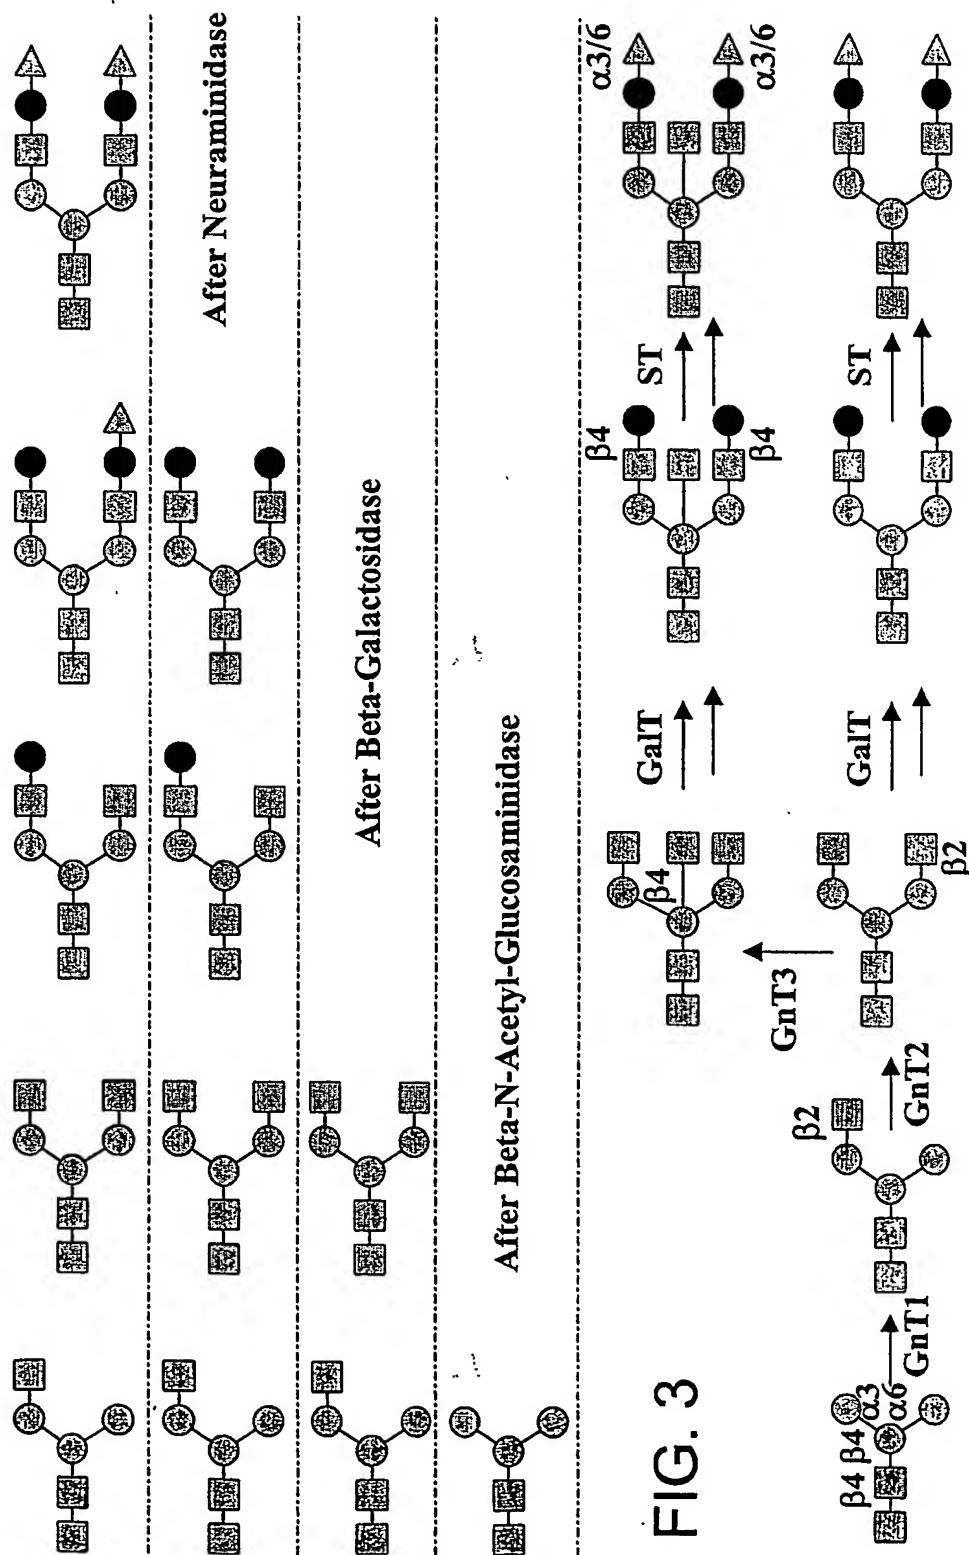 After Neuraminidase
After Beta-Galactosidase
After Beta-N-Acetyl-Glucosaminidase
FIG. 3
β4
β4
α3
α6
GnT1
β2
GnT2
β2
GnT3
β4
GalT
GalT
β4
β4
ST
ST
α3/6
α3/6